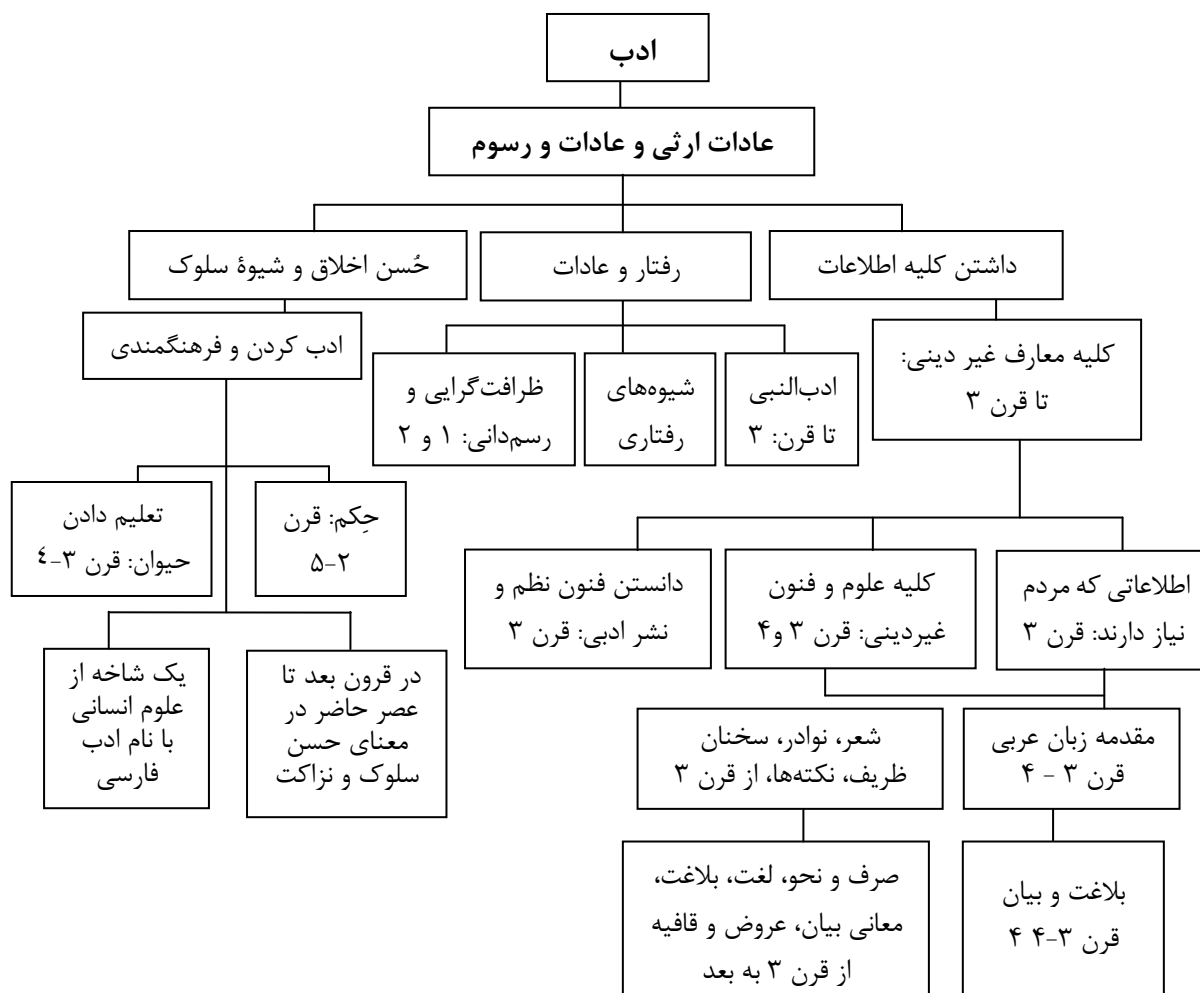 ادب
عادات ارثی و عادات و رسوم
داشتن کلیه اطلاعات
رفتار و عادات
حُسن اخلاق و شیوهٔ سلوک
کلیه معارف غیر دینی:
تا قرن ۳
ادب‌النبی
تا قرن: ۳
شیوه‌های
رفتاری
ظرافت‌گرایی و
رسم‌دانی: ۱ و ۲
ادب کردن و فرهنگمندی
اطلاعاتی که مردم
نیاز دارند: قرن ۳
کلیه علوم و فنون
غیردینی: قرن ۳ و۴
دانستن فنون نظم و
نشر ادبی: قرن ۳
حِکم: قرن
۲-۵
تعلیم دادن
حیوان: قرن ۳-٤
در قرون بعد تا
عصر حاضر در
معنای حسن
سلوک و نزاکت
یک شاخه از
علوم انسانی
با نام ادب
فارسی
مقدمه زبان عربی
قرن ۳ - ۴
شعر، نوادر، سخنان
ظریف، نکته‌ها، از قرن ۳
بلاغت و بیان
قرن ۳-۴ ۴
صرف و نحو، لغت، بلاغت،
معانی بیان، عروض و قافیه
از قرن ۳ به بعد